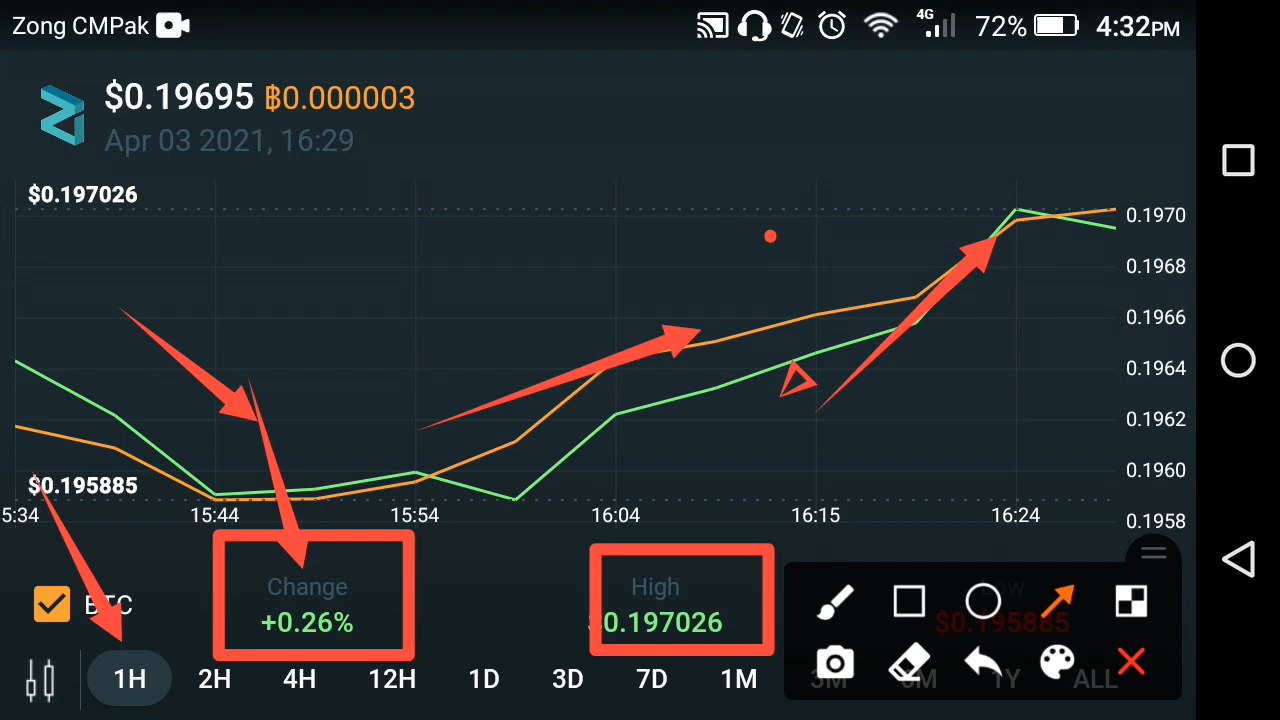 Zong CMPak 4G 72% 4:32PM
$0.19695 ฿0.000003
Apr 03 2021, 16:29
$0.197026
0.1970
0.1968
0.1966
0.1964
0.1962
0.1960
$0.195885
0.1958
5:34 15:44 15:54 16:04 16:15 16:24
Change High Low
BTC
+0.26% $0.197026 $0.195885
1H 2H 4H 12H 1D 3D 7D 1M 3M 6M 1Y ALL